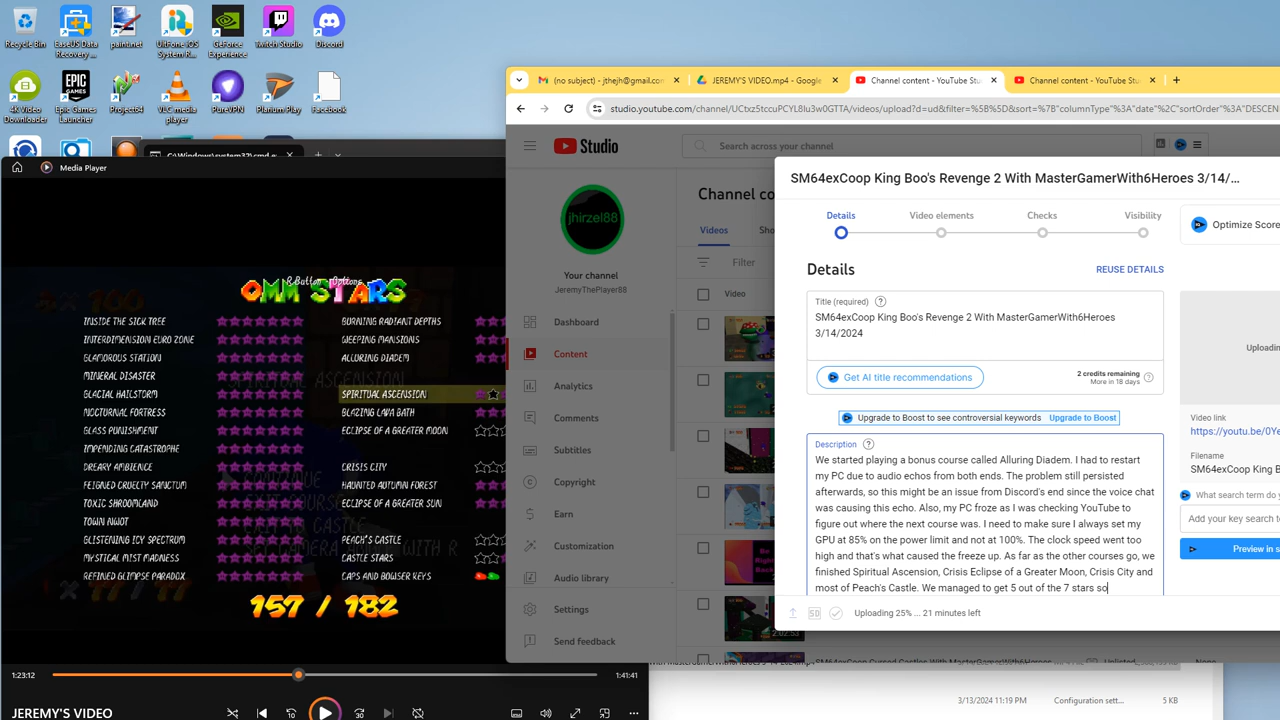 Recycle Bin
EaseUS Data Recovery ...
paint.net
UltFone iOS System R...
GeForce Experience
Twitch Studio
Discord
4K Video Downloader
Epic Games Launcher
Project64
VLC media player
PureVPN
Planium Play
Facebook
C:\Windows\system32\cmd.e
Media Player
R Button - Options
OMM STARS
INSIDE THE SICK TREE
INTERDIMENSION EURO ZONE
GLAMOROUS STATION
MINERAL DISASTER
GLACIAL HAILSTORM
NOCTURNAL FORTRESS
GLASS PUNISHMENT
IMPENDING CATASTROPHE
DREARY AMBIENCE
FEIGNED CRUELTY SANCTUM
TOXIC SHROOMLAND
TOWN NWOT
GLISTENING ICY SPECTRUM
MYSTICAL MIST MADNESS
REFINED GLIMPSE PARADOX
BURNING RADIANT DEPTHS
WEEPING MANSIONS
ALLURING DIADEM
SPIRITUAL ASCENSION
BLAZING LAVA BATH
ECLIPSE OF A GREATER MOON
CRISIS CITY
HAUNTED AUTUMN FOREST
ECLIPSE OF A GREATER SUN
PEACH'S CASTLE
CASTLE STARS
CAPS AND BOWSER KEYS
157 / 182
1:23:12
1:41:41
JEREMY'S VIDEO
(no subject) - jthejh@gmail.com
JEREMY'S VIDEO.mp4 - Google
Channel content - YouTube Stu
Channel content - YouTube Stu
studio.youtube.com/channel/UCtxz5tccuPCYL8Iu3w0GTTA/videos/upload?d=ud&filter=%5B%5D&sort=%7B"columnType"%3A"date"%2C"sortOrder"%3A"DESCEN
Studio
Search across your channel
jhirzel88
Your channel
JeremyThePlayer88
Dashboard
Content
Analytics
Comments
Subtitles
Copyright
Earn
Customization
Audio library
Settings
Send feedback
Channel co
Videos
Sho
Filter
Video
2:02:53
SM64exCoop King Boo's Revenge 2 With MasterGamerWith6Heroes 3/14/...
Details
Video elements
Checks
Visibility
Details
REUSE DETAILS
Title (required)
SM64exCoop King Boo's Revenge 2 With MasterGamerWith6Heroes
3/14/2024
Get AI title recommendations
2 credits remaining
More in 18 days
Upgrade to Boost to see controversial keywords Upgrade to Boost
Description
We started playing a bonus course called Alluring Diadem. I had to restart
my PC due to audio echos from both ends. The problem still persisted
afterwards, so this might be an issue from Discord's end since the voice chat
was causing this echo. Also, my PC froze as I was checking YouTube to
figure out where the next course was. I need to make sure I always set my
GPU at 85% on the power limit and not at 100%. The clock speed went too
high and that's what caused the freeze up. As far as the other courses go, we
finished Spiritual Ascension, Crisis Eclipse of a Greater Moon, Crisis City and
most of Peach's Castle. We managed to get 5 out of the 7 stars so
Uploading 25% ... 21 minutes left
Optimize Score
Uploadin
Video link
https://youtu.be/0Ye
Filename
SM64exCoop King B
What search term do y
Add your key search t
Preview in s
3/13/2024 11:19 PM
Configuration sett...
5 KB